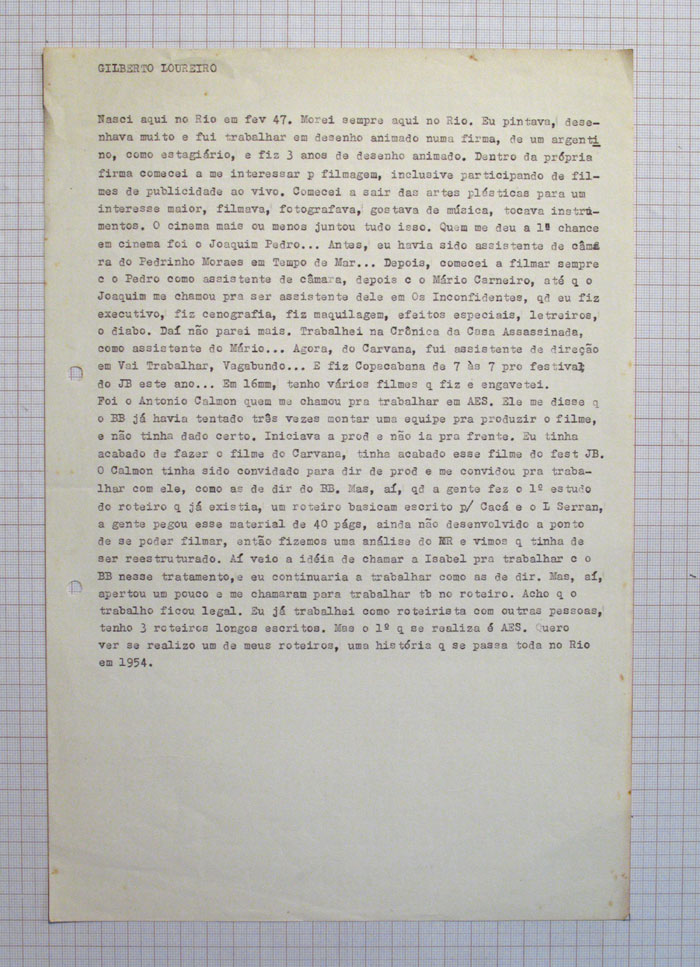 GILBERTO LOUREIRO
Nasci aqui no Rio em fev 47. Morei sempre aqui no Rio. Eu pintava, dese-
nhava muito e fui trabalhar em desenho animado numa firma, de um argenti
no, como estagiário, e fiz 3 anos de desenho animado. Dentro da própria
firma comecei a me interessar p filmagem, inclusive participando de fil-
mes de publicidade ao vivo. Comecei a sair das artes plásticas para um
interesse maior, filmava, fotografava, gostava de música, tocava instru-
mentos. O cinema mais ou menos juntou tudo isso. Quem me deu a 1ª chance
em cinema foi o Joaquim Pedro... Antes, eu havia sido assistente de câma
ra do Pedrinho Moraes em Tempo de Mar... Depois, comecei a filmar sempre
c o Pedro como assistente de câmara, depois c o Mário Carneiro, até q o
Joaquim me chamou pra ser assistente dele em Os Inconfidentes, qd eu fiz
executivo, fiz cenografia, fiz maquilagem, efeitos especiais, letreiros,
o diabo. Daí não parei mais. Trabalhei na Crônica da Casa Assassinada,
como assistente do Mário... Agora, do Carvana, fui assistente de direção
em Vai Trabalhar, Vagabundo... E fiz Copacabana de 7 às 7 pro festival
do JB este ano... Em 16mm, tenho vários filmes q fiz e engavetei.
Foi o Antonio Calmon quem me chamou pra trabalhar em AES. Ele me disse q
o BB já havia tentado três vezes montar uma equipe pra produzir o filme,
e não tinha dado certo. Iniciava a prod e não ia pra frente. Eu tinha
acabado de fazer o filme do Carvana, tinha acabado esse filme do fest JB.
O Calmon tinha sido convidado para dir de prod e me convidou pra traba-
lhar com ele, como as de dir do BB. Mas, aí, qd a gente fez o 1º estudo
do roteiro q já existia, um roteiro basicam escrito p/ Cacá e o L Serran,
a gente pegou esse material de 40 págs, ainda não desenvolvido a ponto
de se poder filmar, então fizemos uma análise do NR e vimos q tinha de
ser reestruturado. Aí veio a idéia de chamar a Isabel pra trabalhar c o
BB nesse tratamento, e eu continuaria a trabalhar como as de dir. Mas, aí,
apertou um pouco e me chamaram para trabalhar tb no roteiro. Acho q o
trabalho ficou legal. Eu já trabalhei como roteirista com outras pessoas,
tenho 3 roteiros longos escritos. Mas o 1º q se realiza é AES. Quero
ver se realizo um de meus roteiros, uma história q se passa toda no Rio
em 1954.